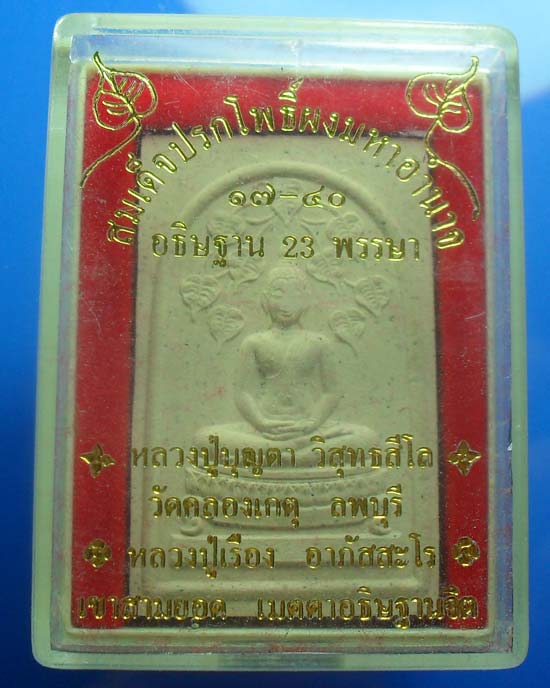 สมเด็จปรกโพธิ์ผงมหาอำนาจ
๑๗-๔๐
อธิษฐาน 23 พรรษา
หลวงปู่บุญตา วิสุทธสีโล
วัดคลองเกตุ ลพบุรี
หลวงปู่เรือง อาภัสสะโร
เขาสามยอด เมตตาอธิษฐานจิต